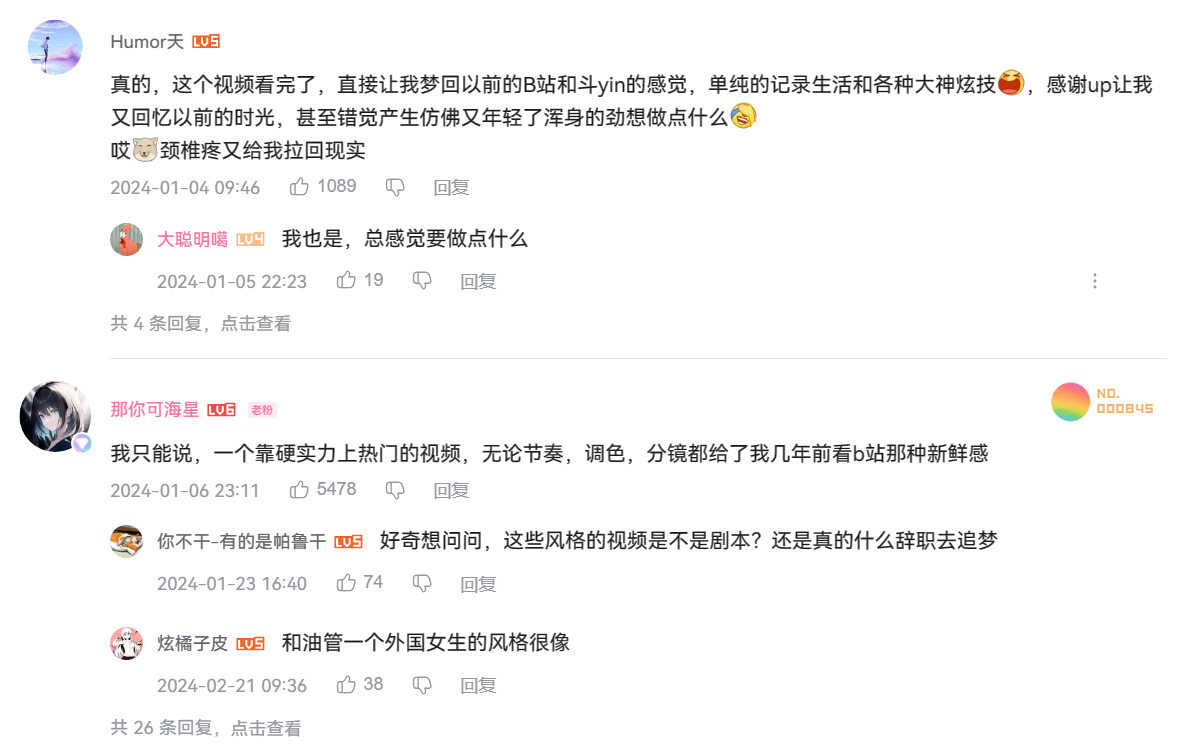 Humor天 LV5
真的，这个视频看完了，直接让我梦回以前的B站和斗yin的感觉，单纯的记录生活和各种大神炫技，感谢up让我
又回忆以前的时光，甚至错觉产生仿佛又年轻了浑身的劲想做点什么
哎颈椎疼又给我拉回现实
2024-01-04 09:46 1089 回复
大聪明噶 LV4 我也是，总感觉要做点什么
2024-01-05 22:23 19 回复
共 4 条回复，点击查看
那你可海星 LV6 老粉 NO.
000845
我只能说，一个靠硬实力上热门的视频，无论节奏，调色，分镜都给了我几年前看b站那种新鲜感
2024-01-06 23:11 5478 回复
你不干-有的是帕鲁干 LV5 好奇想问问，这些风格的视频是不是剧本？还是真的什么辞职去追梦
2024-01-23 16:40 74 回复
炫橘子皮 LV5 和油管一个外国女生的风格很像
2024-02-21 09:36 38 回复
共 26 条回复，点击查看